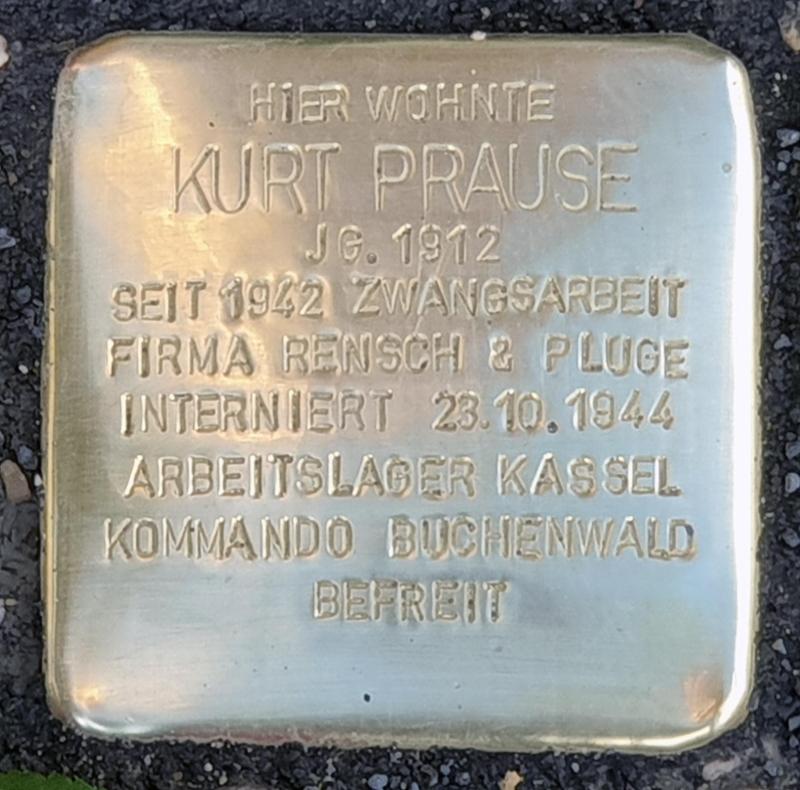 HIER WOHNTE
KURT PRAUSE
JG. 1912
SEIT 1942 ZWANGSARBEIT
FIRMA RENSCH & PLUGE
INTERNIERT 23.10.1944
ARBEITSLAGER KASSEL
KOMMANDO BUCHENWALD
BEFREIT